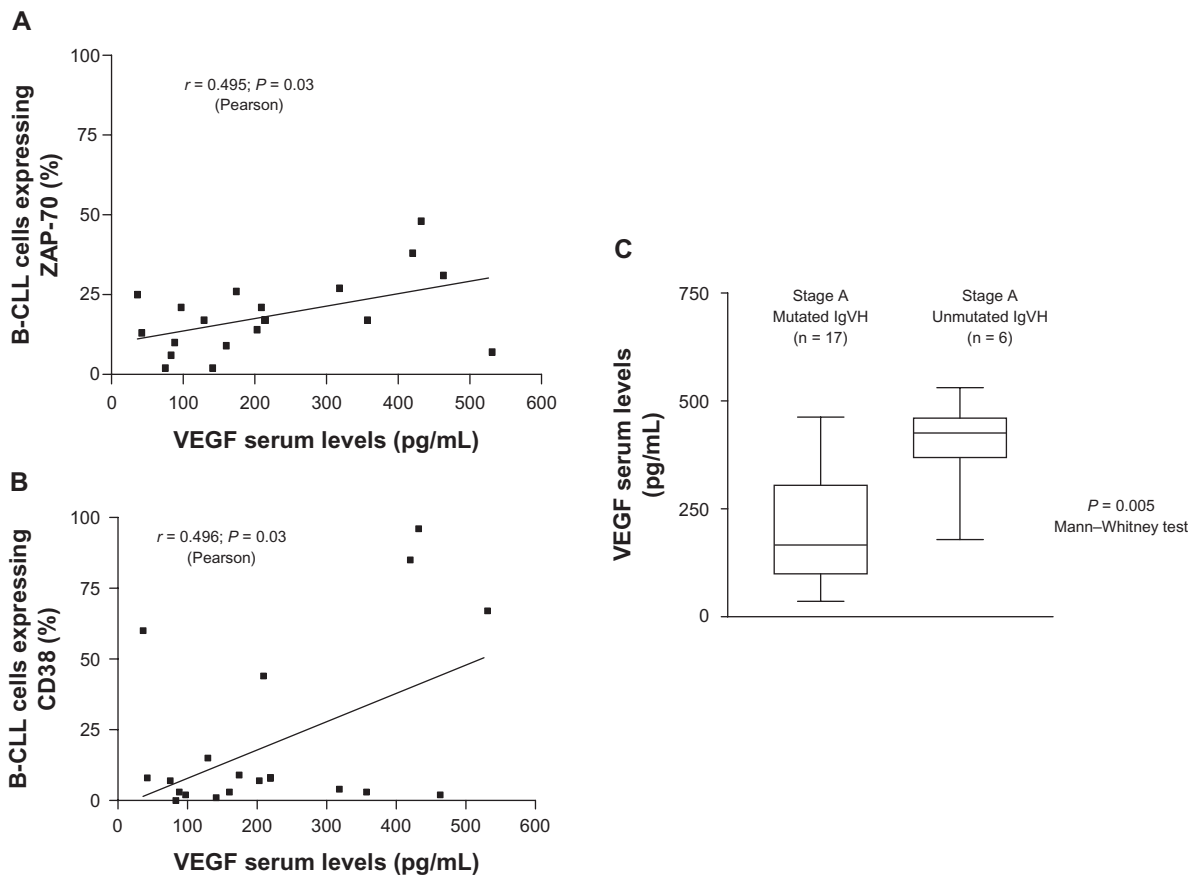 A
B-CLL cells expressing
ZAP-70 (%)
100
75
50
25
0
r = 0.495; P = 0.03
(Pearson)
0 100 200 300 400 500 600
VEGF serum levels (pg/mL)
B
B-CLL cells expressing
CD38 (%)
100
75
50
25
0
r = 0.496; P = 0.03
(Pearson)
0 100 200 300 400 500 600
VEGF serum levels (pg/mL)
C
VEGF serum levels
(pg/mL)
750
500
250
0
Stage A
Mutated IgVH
(n = 17)
Stage A
Unmutated IgVH
(n = 6)
P = 0.005
Mann–Whitney test